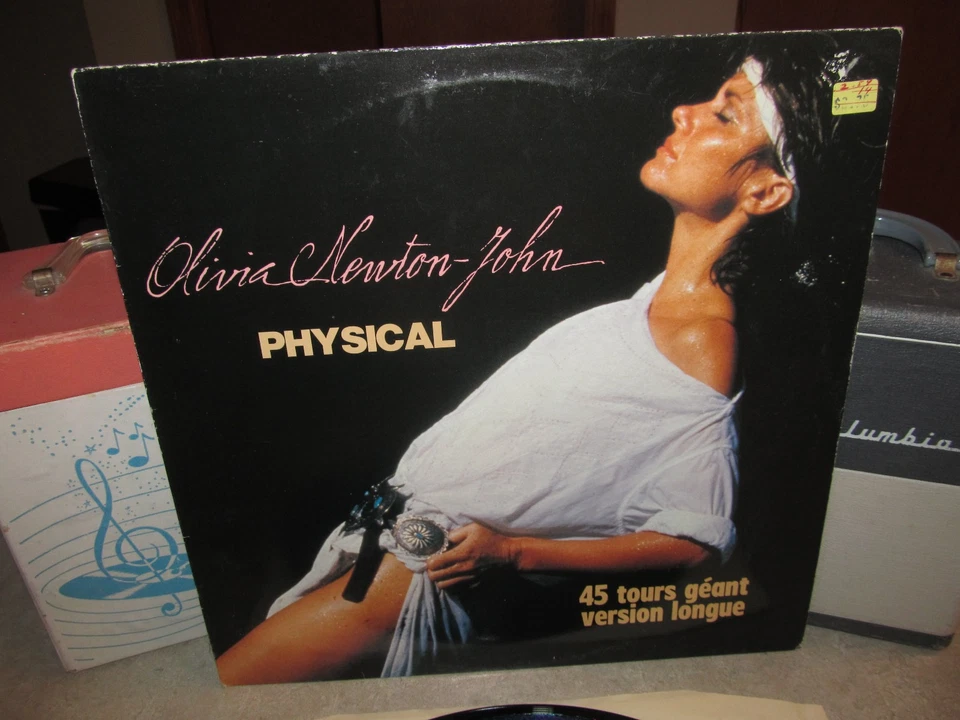 Olivia Newton-John
PHYSICAL
45 tours géant
version longue
lumbia